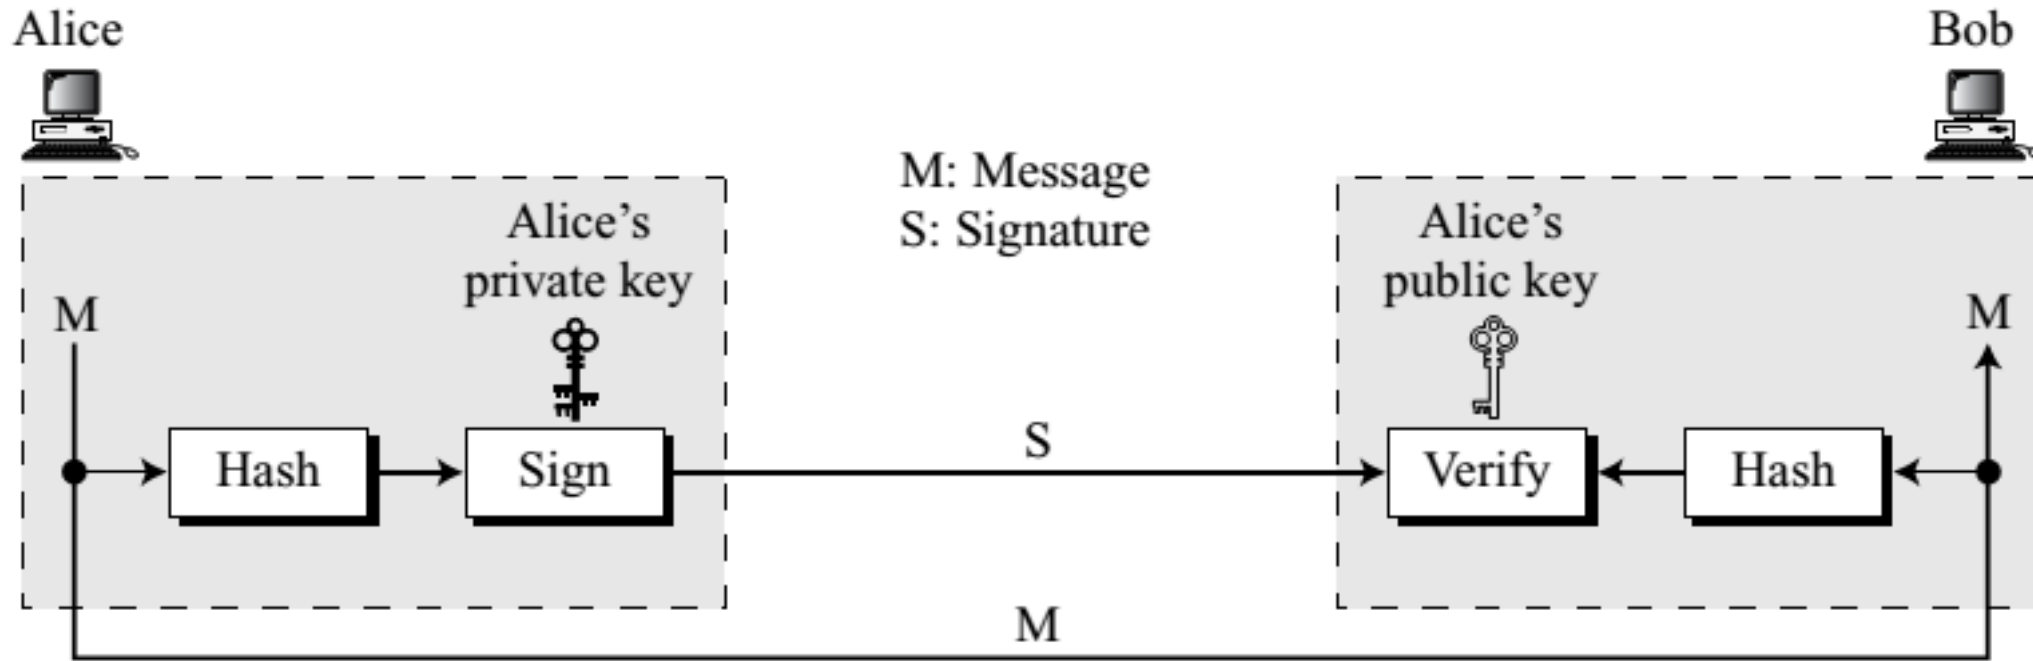 Alice
Bob
M: Message
S: Signature
Alice’s
private key
Alice’s
public key
M
M
Hash
Sign
S
Verify
Hash
M